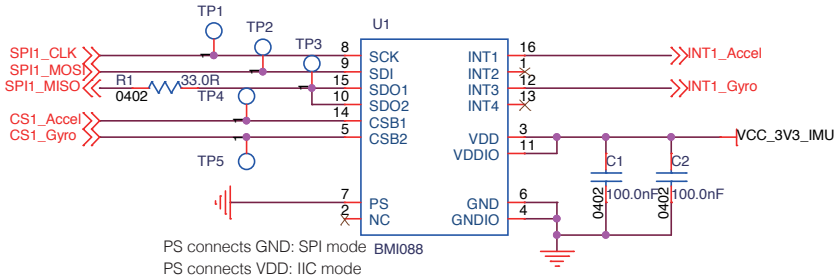 TP1
U1
TP2
TP3
SPI1_CLK
8
SCK
INT1
16
INT1_Accel
SPI1_MOSI
9
SDI
INT2
1
SPI1_MISO
R1
33.0R
0402
15
SDO1
INT3
12
INT1_Gyro
TP4
10
SDO2
INT4
13
CS1_Accel
14
CSB1
CS1_Gyro
5
CSB2
VDD
3
VCC_3V3_IMU
VDDIO
11
TP5
C1
C2
100.0nF
100.0nF
0402
0402
7
PS
GND
6
2
NC
GNDIO
4
PS connects GND: SPI mode
BMI088
PS connects VDD: IIC mode